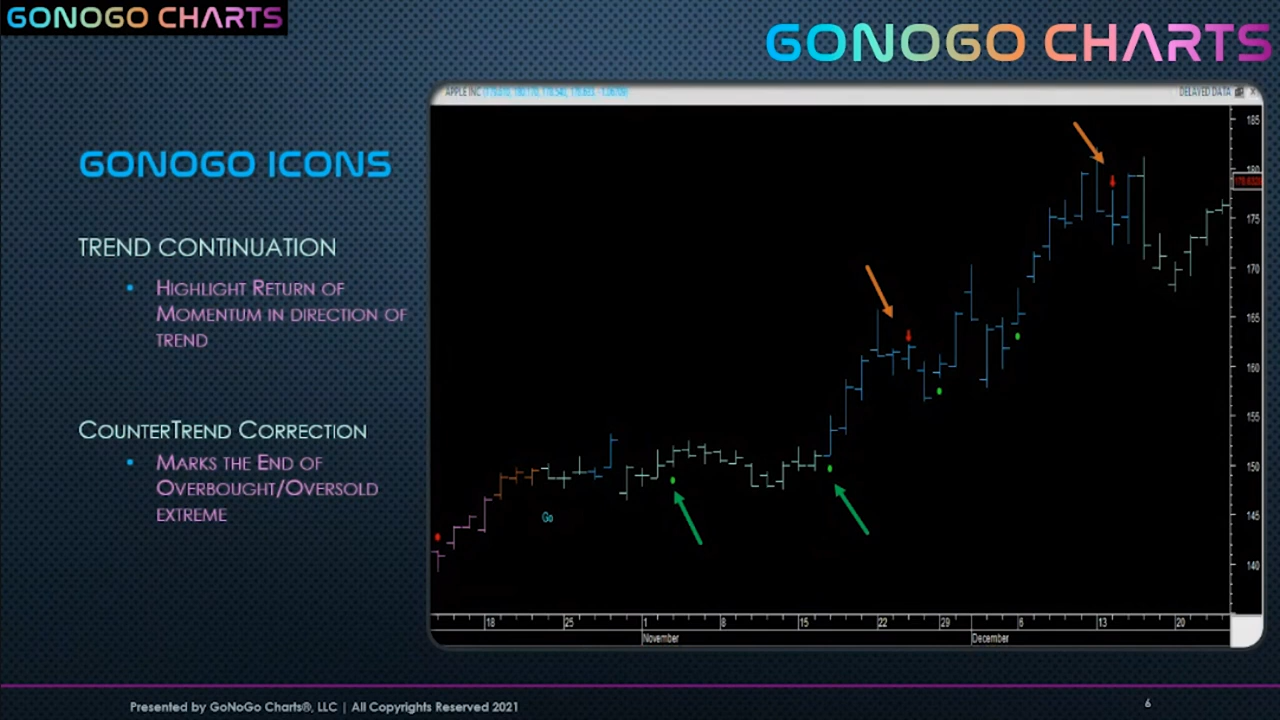 GONOGO CHARTS
GONOGO CHARTS
GONOGO ICONS
TREND CONTINUATION
• HIGHLIGHT RETURN OF
MOMENTUM IN DIRECTION OF
TREND
COUNTERTREND CORRECTION
• MARKS THE END OF
OVERBOUGHT/OVERSOLD
EXTREME
APPLE INC
DELAYED DATA
185
180
175
170
165
160
155
150
145
140
Go
18 25 1 8 15 22 29 6 13 20
November December
Presented by GoNoGo Charts®, LLC | All Copyrights Reserved 2021
6